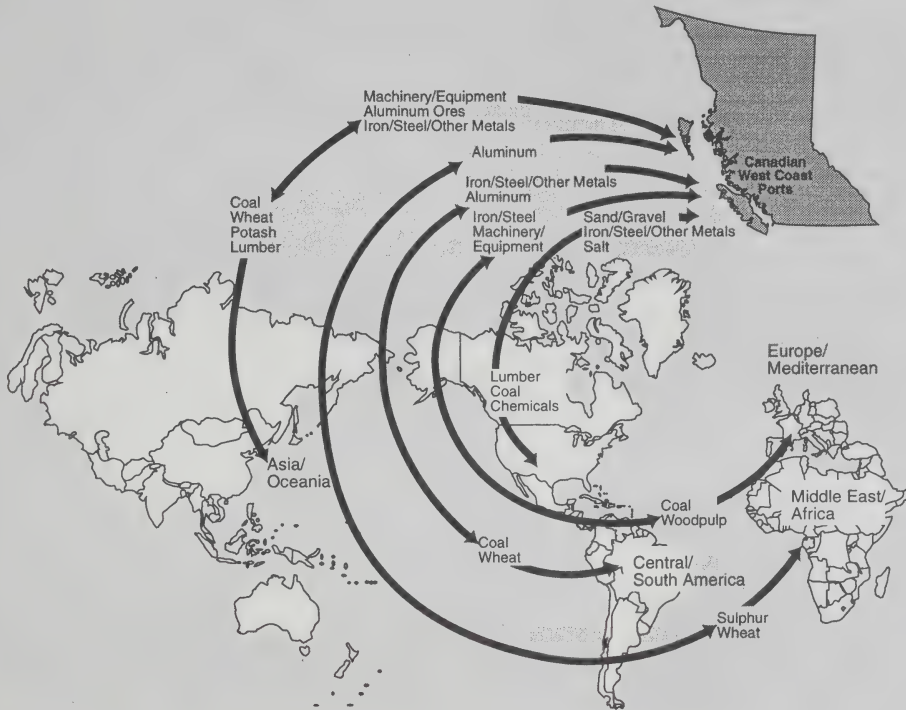 Machinery/Equipment
Aluminum Ores
Iron/Steel/Other Metals
Aluminum
Iron/Steel/Other Metals
Aluminum
Iron/Steel
Machinery/
Equipment
Sand/Gravel
Iron/Steel/Other Metals
Salt
Canadian
West Coast
Ports
Coal
Wheat
Potash
Lumber
Lumber
Coal
Chemicals
Europe/
Mediterranean
Asia/
Oceania
Middle East/
Africa
Coal
Woodpulp
Coal
Wheat
Central/
South America
Sulphur
Wheat